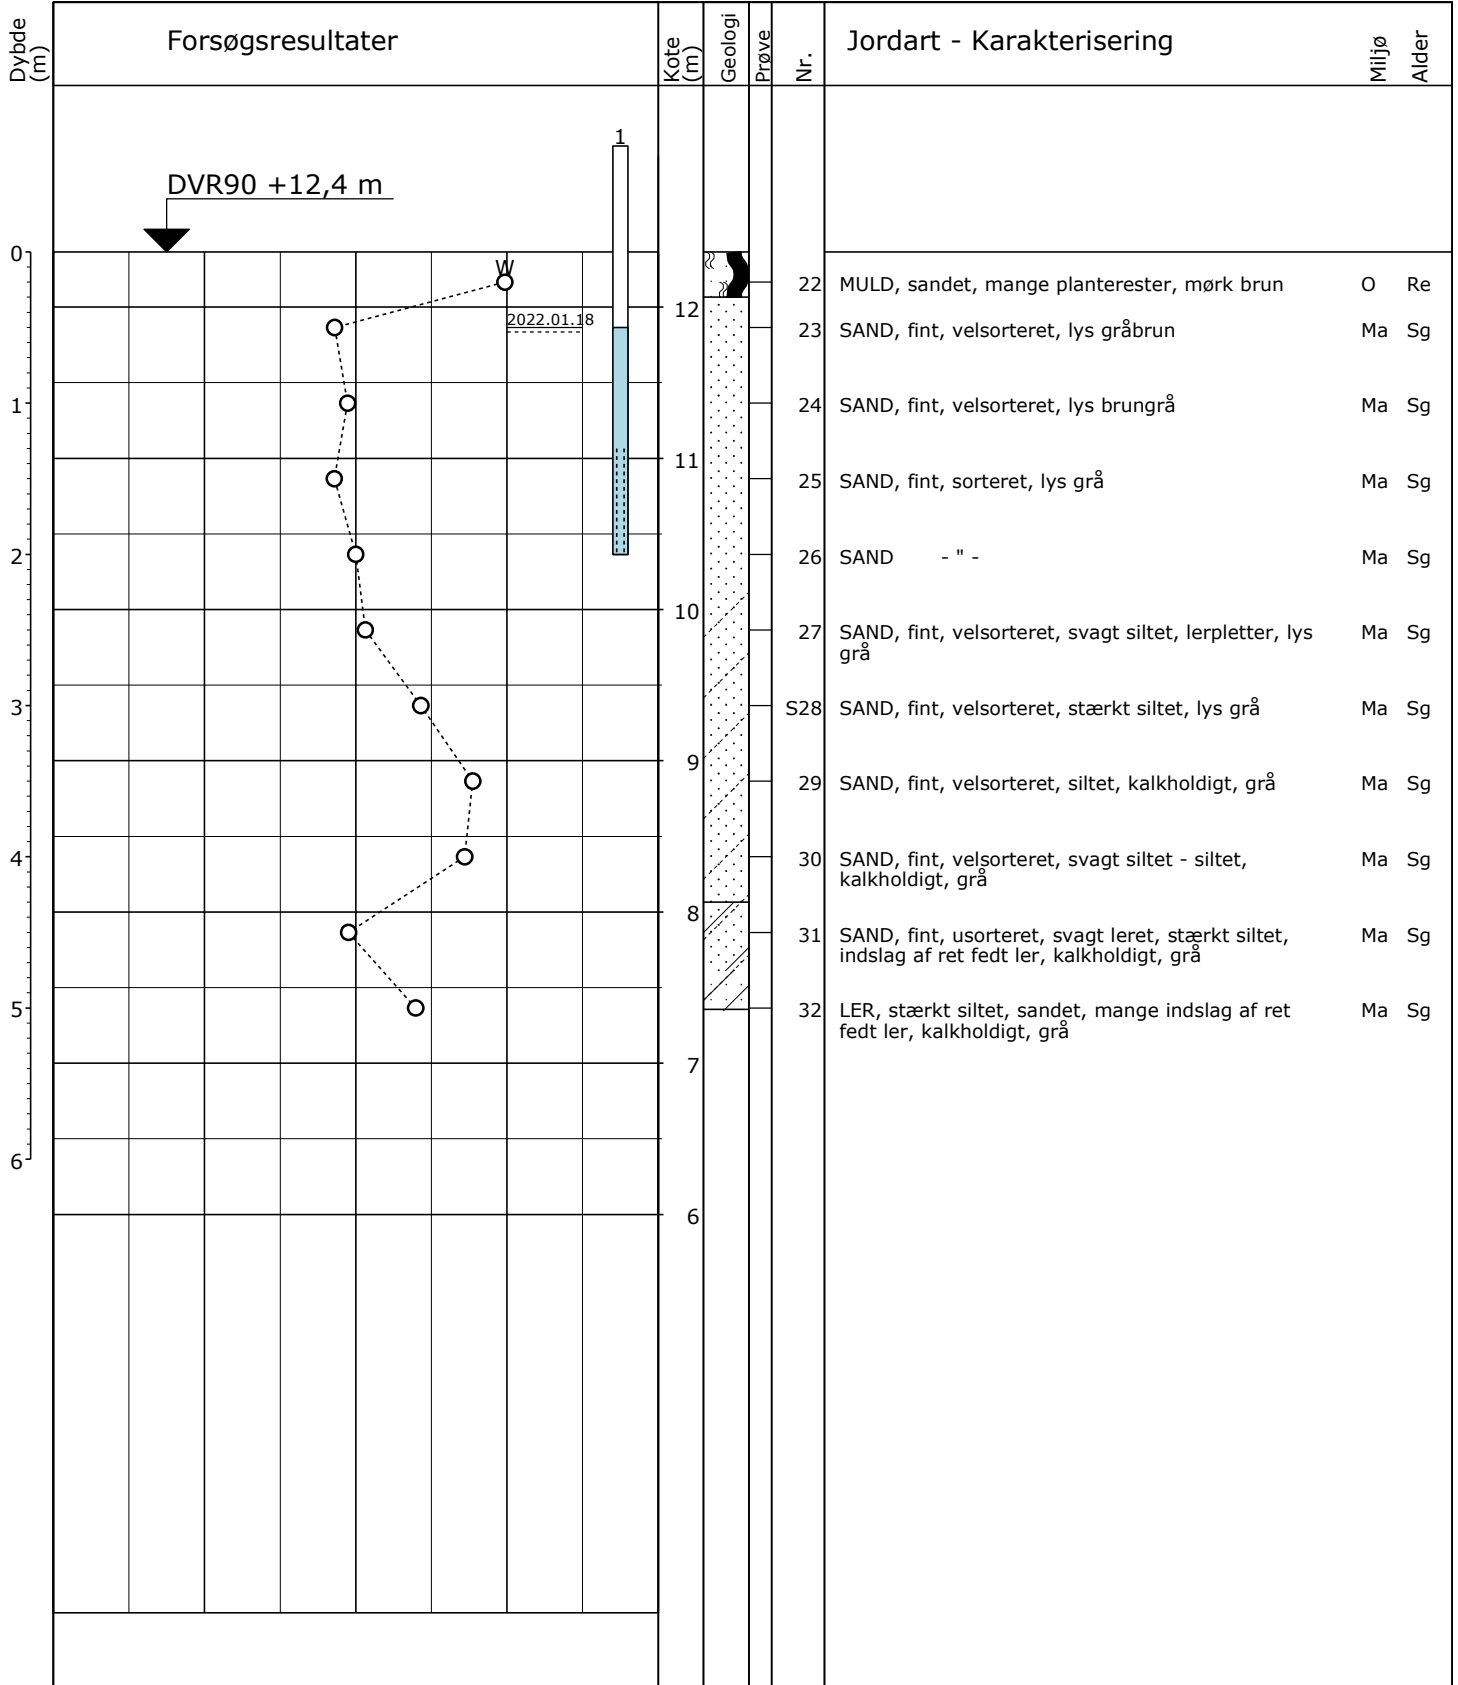 Dybde
(m)
Forsøgsresultater
Kote
(m)
Geologi
Prøve
Nr.
Jordart - Karakterisering
Miljø
Alder
1
DVR90 +12,4 m
0
W
22 MULD, sandet, mange planterester, mørk brun O Re
12
2022.01.18
23 SAND, fint, velsorteret, lys gråbrun Ma Sg
1
24 SAND, fint, velsorteret, lys brungrå Ma Sg
11
25 SAND, fint, sorteret, lys grå Ma Sg
2
26 SAND - " - Ma Sg
10
27 SAND, fint, velsorteret, svagt siltet, lerpletter, lys Ma Sg
grå
3
S28 SAND, fint, velsorteret, stærkt siltet, lys grå Ma Sg
9
29 SAND, fint, velsorteret, siltet, kalkholdigt, grå Ma Sg
4
30 SAND, fint, velsorteret, svagt siltet - siltet, Ma Sg
kalkholdigt, grå
8
31 SAND, fint, usorteret, svagt leret, stærkt siltet, Ma Sg
indslag af ret fedt ler, kalkholdigt, grå
5
32 LER, stærkt siltet, sandet, mange indslag af ret Ma Sg
fedt ler, kalkholdigt, grå
7
6
6